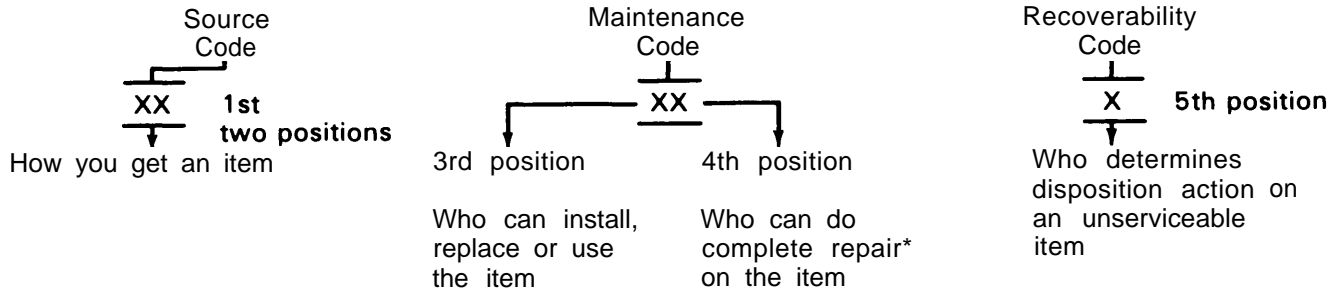 Source
Code
XX 1st
two positions
How you get an item
Maintenance
Code
XX
3rd position
Who can install,
replace or use
the item
4th position
Who can do
complete repair*
on the item
Recoverability
Code
X 5th position
Who determines
disposition action on
an unserviceable
item